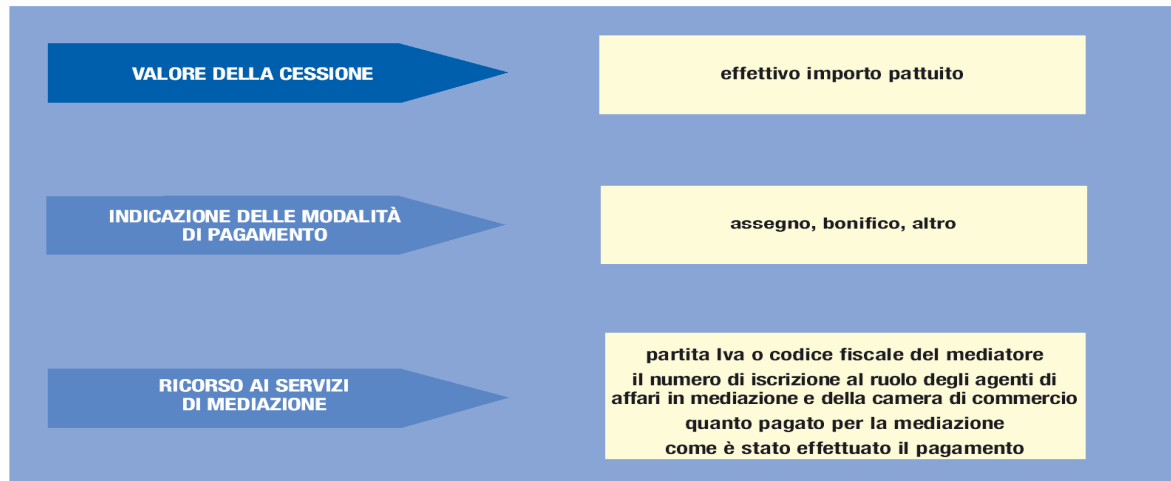 VALORE DELLA CESSIONE
effettivo importo pattuito
INDICAZIONE DELLE MODALITÀ
DI PAGAMENTO
assegno, bonifico, altro
RICORSO AI SERVIZI
DI MEDIAZIONE
partita Iva o codice fiscale del mediatore
il numero di iscrizione al ruolo degli agenti di
affari in mediazione e della camera di commercio
quanto pagato per la mediazione
come è stato effettuato il pagamento